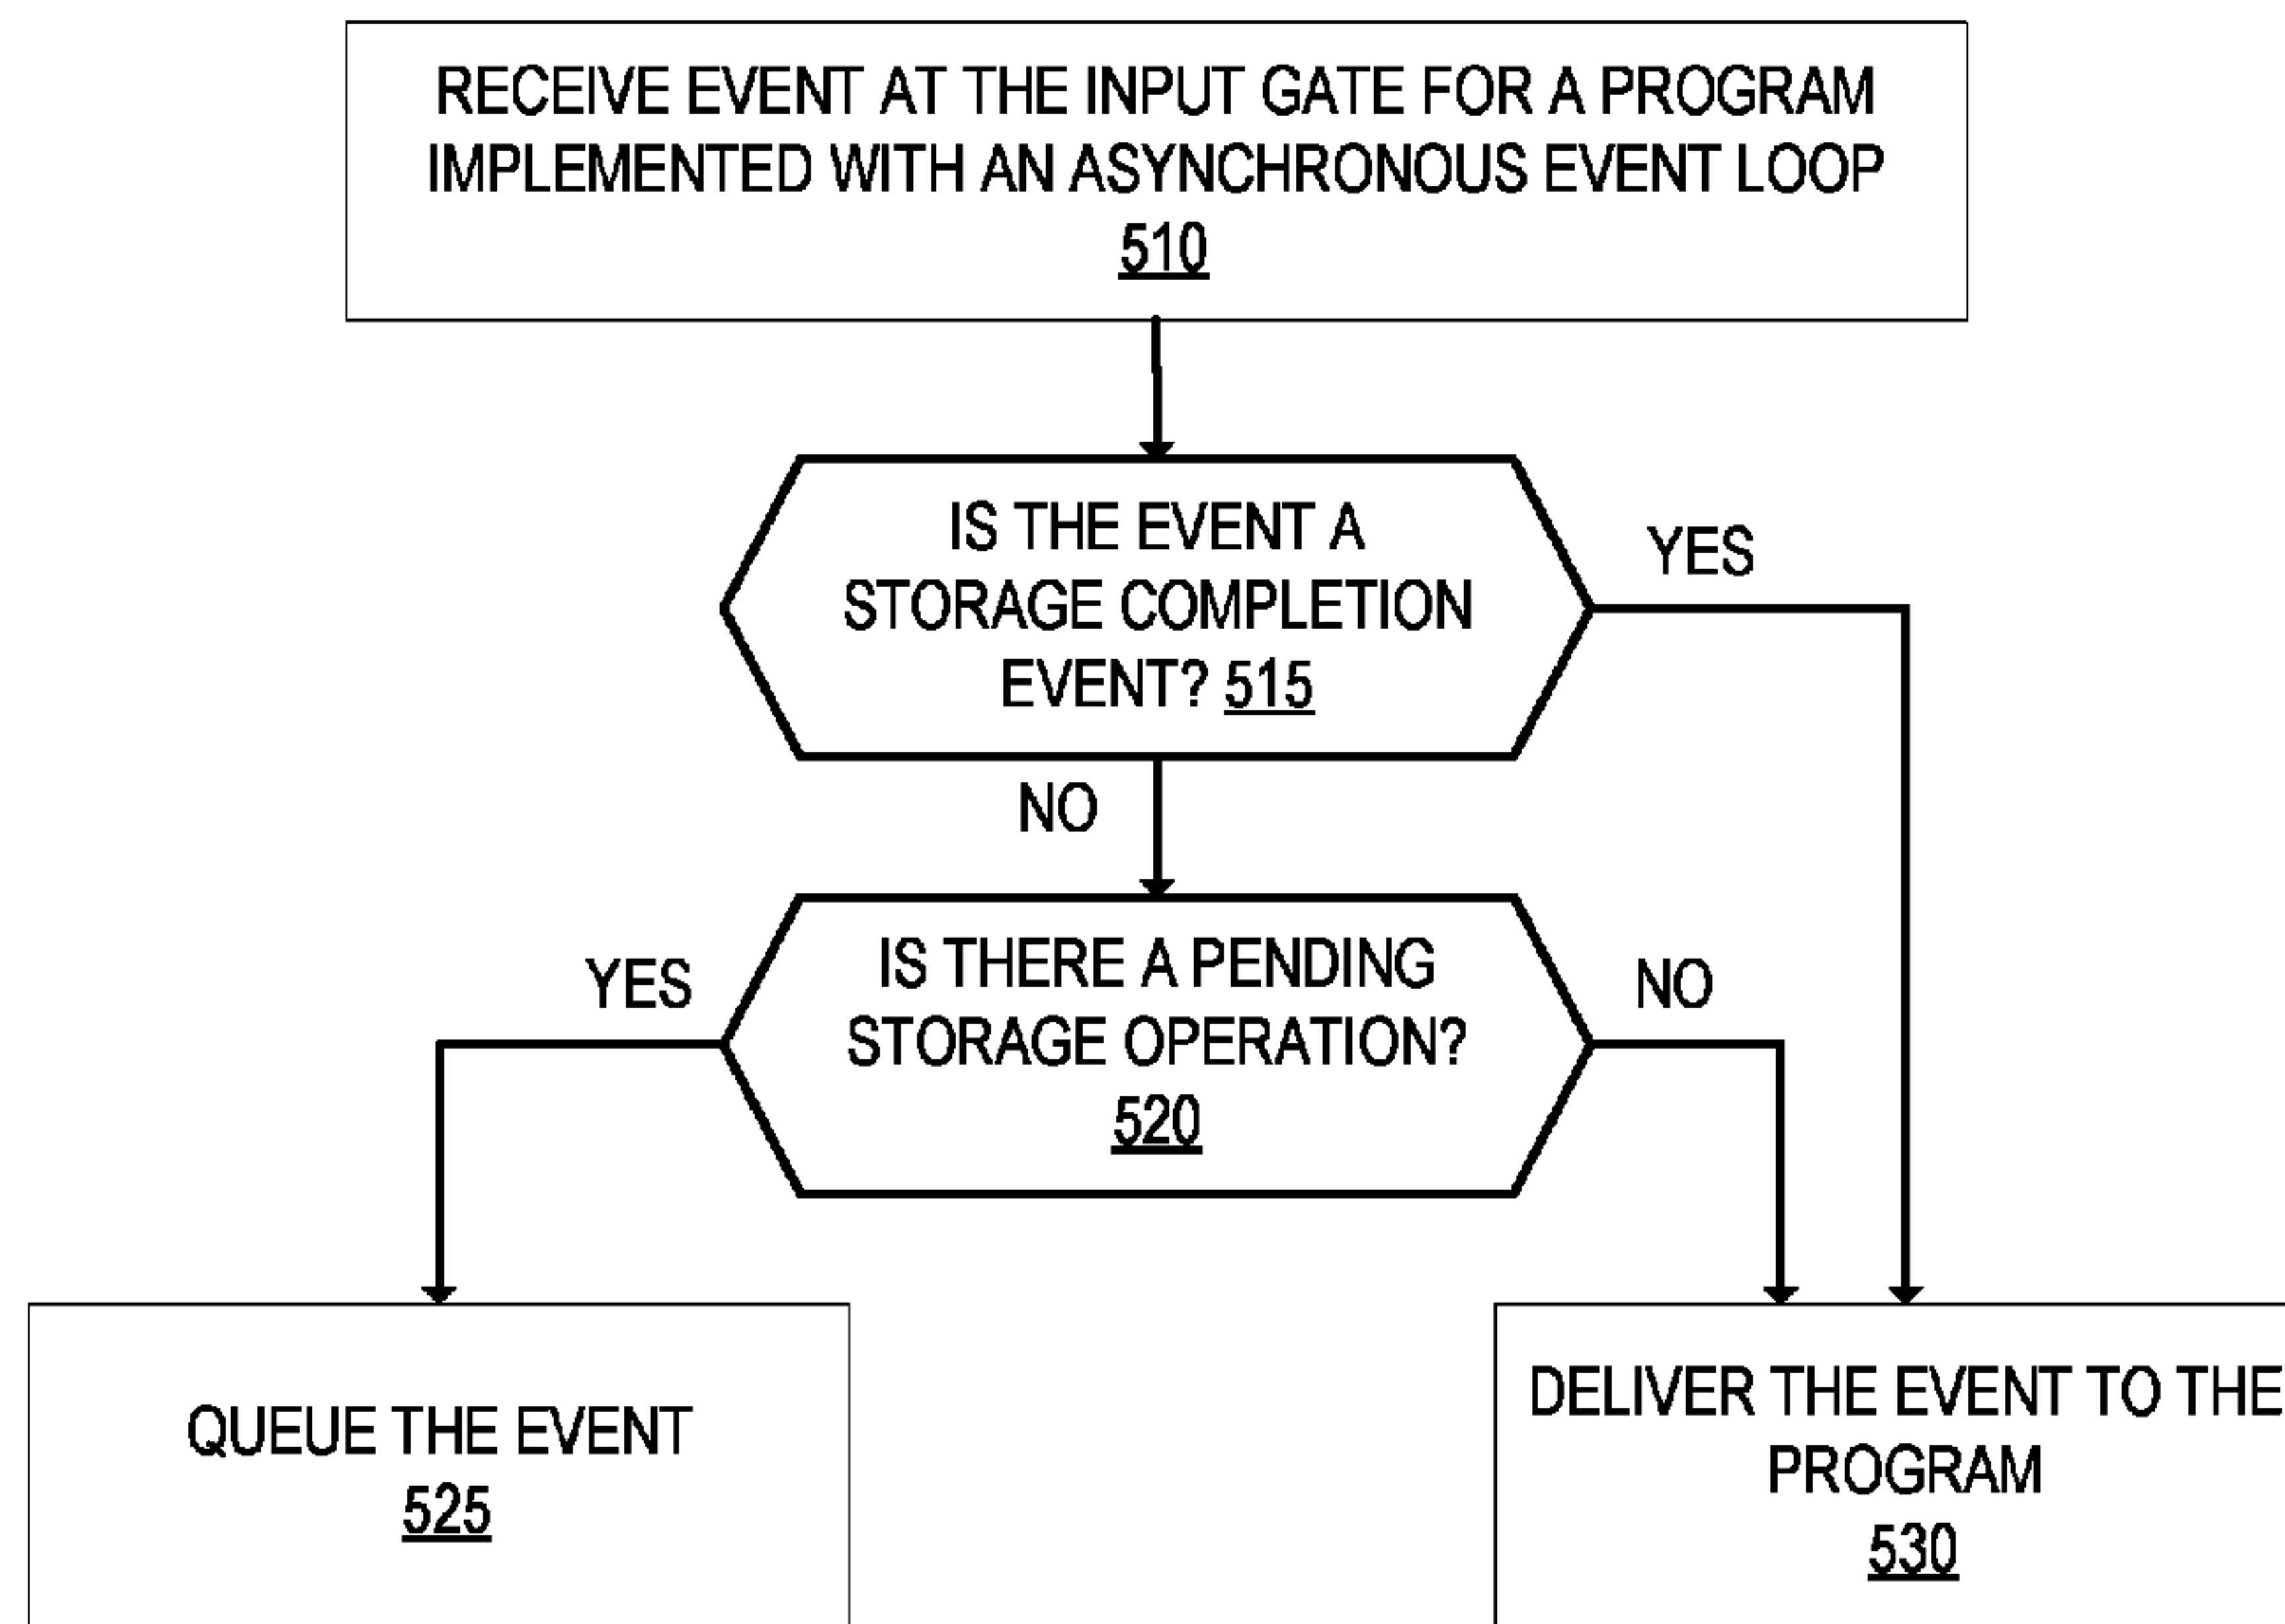 RECEIVE EVENT AT THE INPUT GATE FOR A PROGRAM
IMPLEMENTED WITH AN ASYNCHRONOUS EVENT LOOP
510
IS THE EVENT A
STORAGE COMPLETION
EVENT? 515
YES
NO
IS THERE A PENDING
STORAGE OPERATION?
520
YES
NO
QUEUE THE EVENT
525
DELIVER THE EVENT TO THE
PROGRAM
530